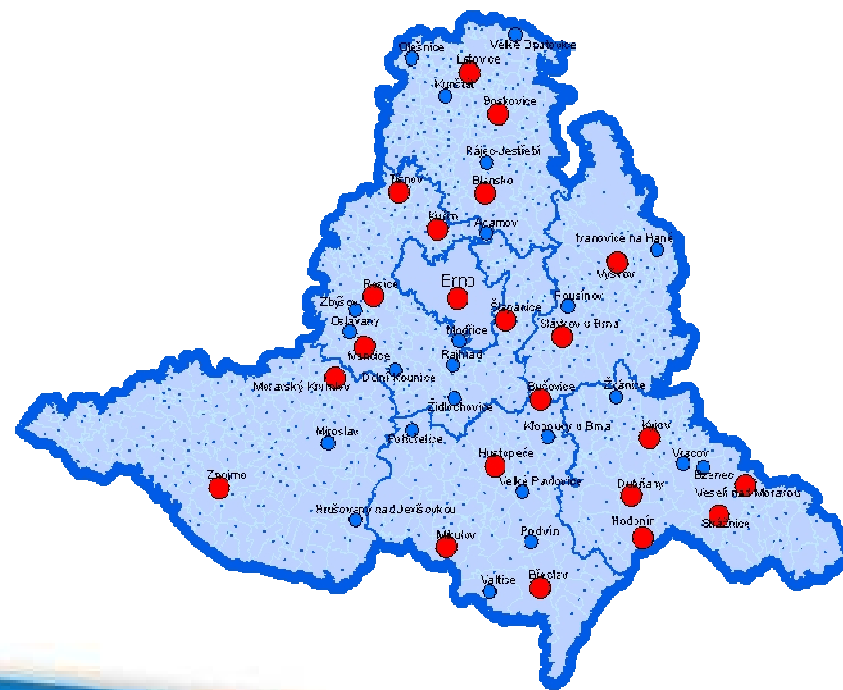 Velké Opatovice
Olešnice
Letovice
Kunštát
Boskovice
Rájec-Jestřebí
Blansko
Tišnov
Adamov
Kuřim
Ivanovice na Hané
Vyškov
Brno
Rosice
Rousínov
Zbýšov
Šlapanice
Oslavany
Slavkov u Brna
Modřice
Rajhrad
Ivančice
Dolní Kounice
Moravský Krumlov
Bučovice
Ždánice
Židlochovice
Klobouky u Brna
Miroslav
Pohořelice
Kyjov
Vracov
Hustopeče
Bzenec
Znojmo
Velké Pavlovice
Dubňany
Veselí nad Moravou
Hrušovany nad Jevišovkou
Hodonín
Strážnice
Podivín
Mikulov
Valtice
Břeclav